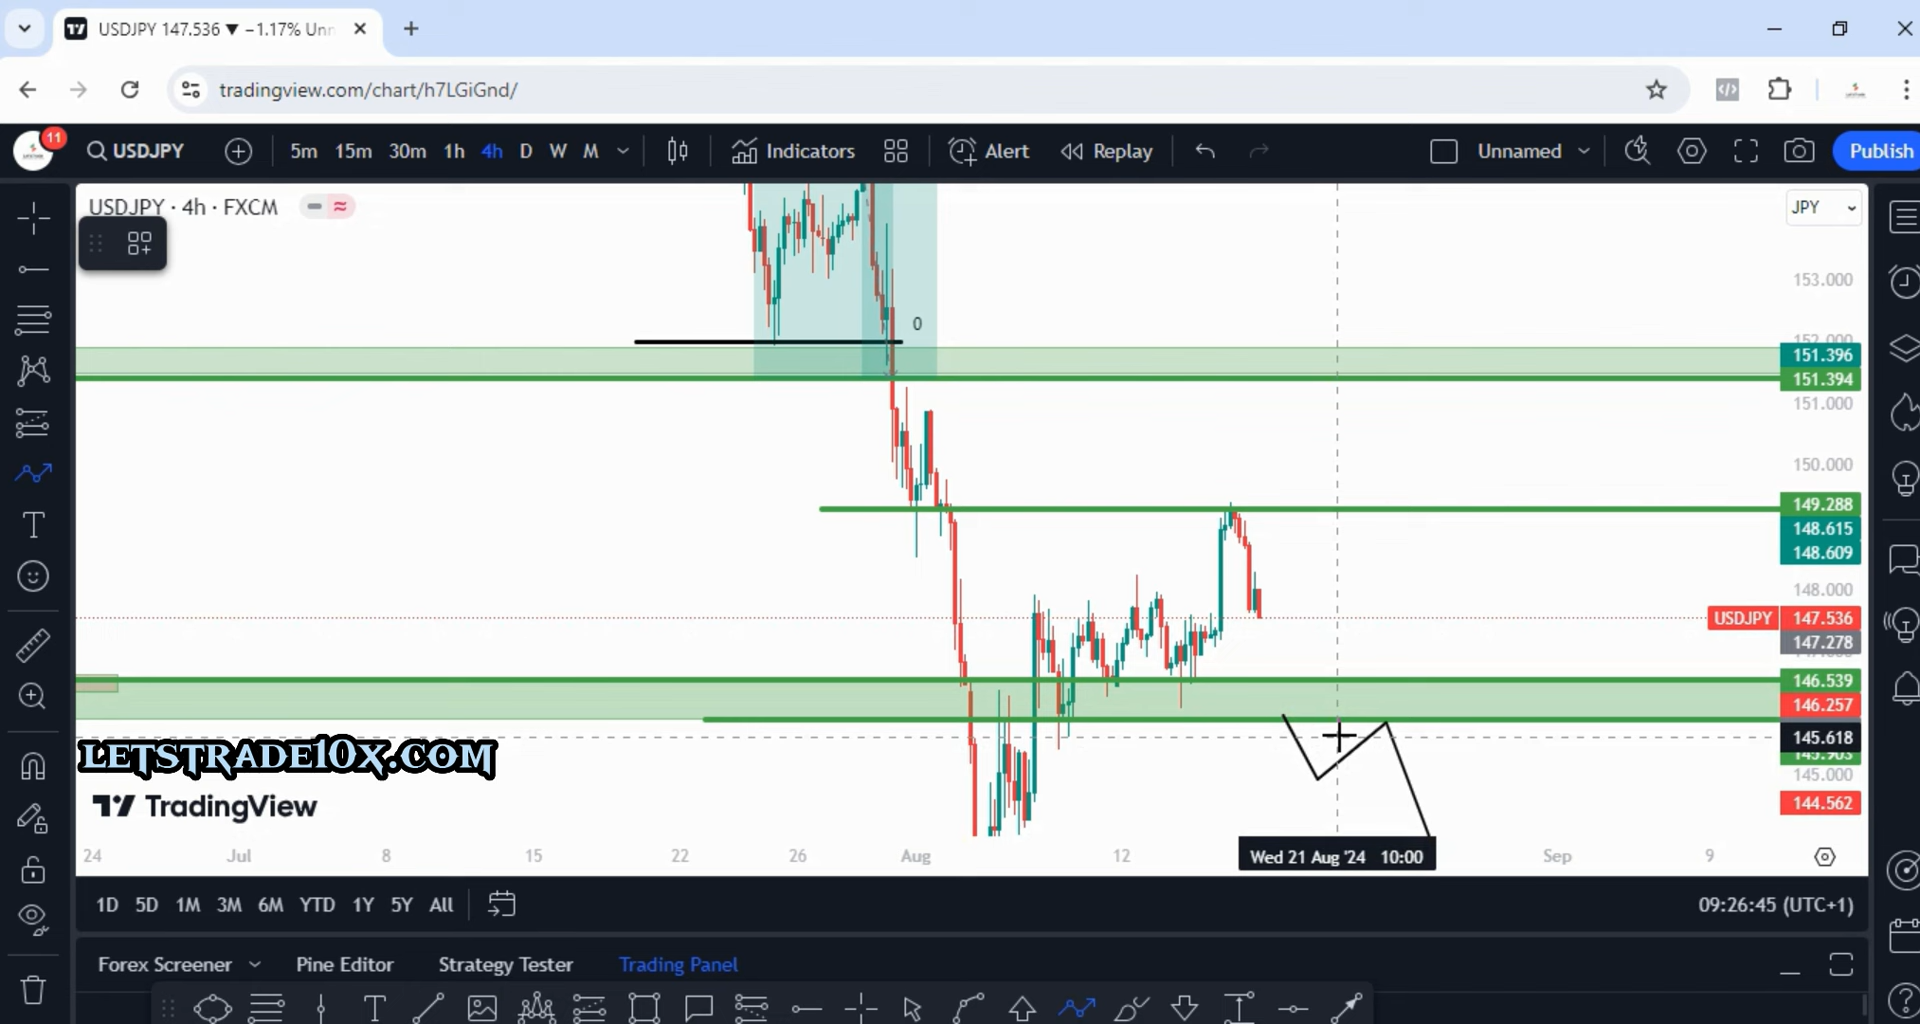 USDJPY 147.536 ▼ −1.17% Unn
tradingview.com/chart/h7LGiGnd/
11
USDJPY 5m 15m 30m 1h 4h D W M Indicators Alert Replay Unnamed Publish
USDJPY · 4h · FXCM
JPY
0
153.000
151.396
151.394
151.000
150.000
149.288
148.615
148.609
148.000
USDJPY 147.536
147.278
146.539
146.257
145.618
145.000
144.562
LETSTRADE10X.COM
TradingView
24 Jul 8 15 22 26 Aug 12 Wed 21 Aug '24 10:00 Sep 9
1D 5D 1M 3M 6M YTD 1Y 5Y All
09:26:45 (UTC+1)
Forex Screener Pine Editor Strategy Tester Trading Panel